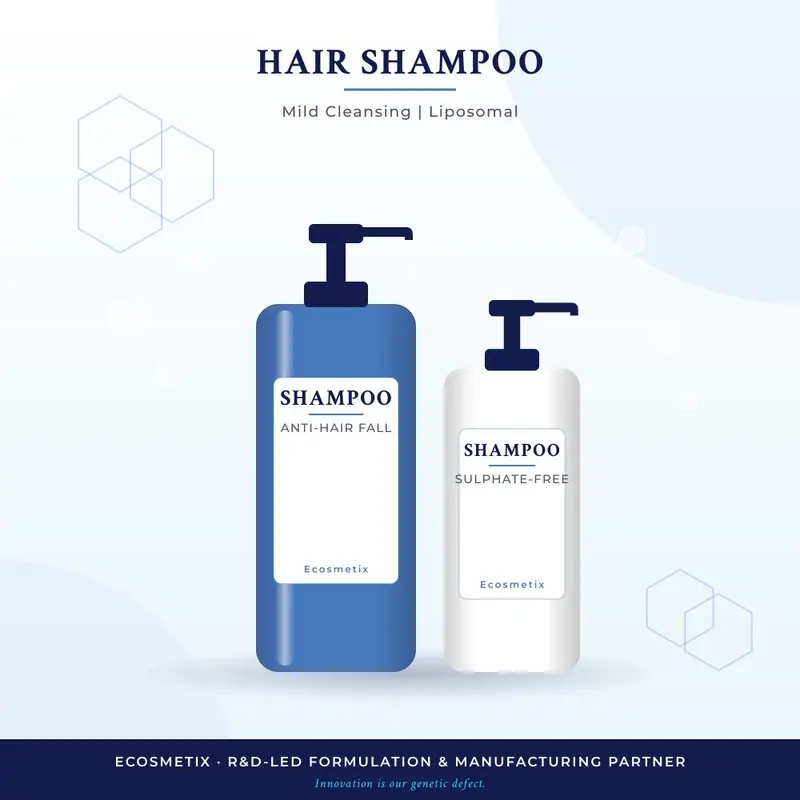 HAIR SHAMPOO
Mild Cleansing | Liposomal
SHAMPOO
ANTI-HAIR FALL
Ecosmetix
SHAMPOO
SULPHATE-FREE
Ecosmetix
ECOSMETIX · R&D-LED FORMULATION & MANUFACTURING PARTNER
Innovation is our genetic defect.